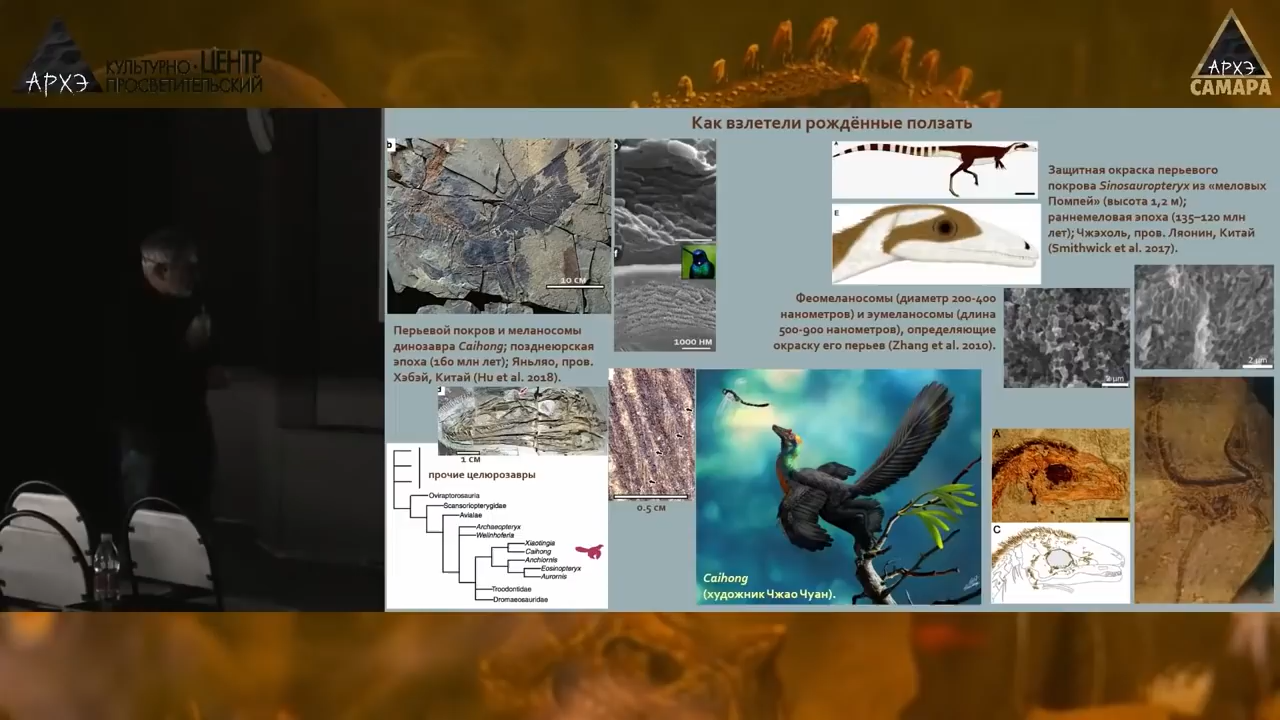 АРХЭ
КУЛЬТУРНО · ЦЕНТР
ПРОСВЕТИТЕЛЬСКИЙ
АРХЭ
САМАРА
Как взлетели рождённые ползать
b
10 см
f
1000 нм
Перьевой покров и меланосомы
динозавра Caihong; позднеюрская
эпоха (160 млн лет); Яньляо, пров.
Хэбэй, Китай (Hu et al. 2018).
d
1 см
прочие целюрозавры
Oviraptorosauria
Scansoriopterygidae
Avialae
Archaeopteryx
Welnhoferia
Xiaotingia
Caihong
Anchiornis
Eosinopteryx
Aurornis
Troodontidae
Dromaeosauridae
0.5 см
Caihong
(художник Чжао Чуан).
A
E
Защитная окраска перьевого
покрова Sinosauropteryx из «меловых
Помпей» (высота 1,2 м);
раннемеловая эпоха (135–120 млн
лет); Чжэхоль, пров. Ляонин, Китай
(Smithwick et al. 2017).
Феомеланосомы (диаметр 200-400
нанометров) и эумеланосомы (длина
500-900 нанометров), определяющие
окраску его перьев (Zhang et al. 2010).
2 µm
2 µm
A
C